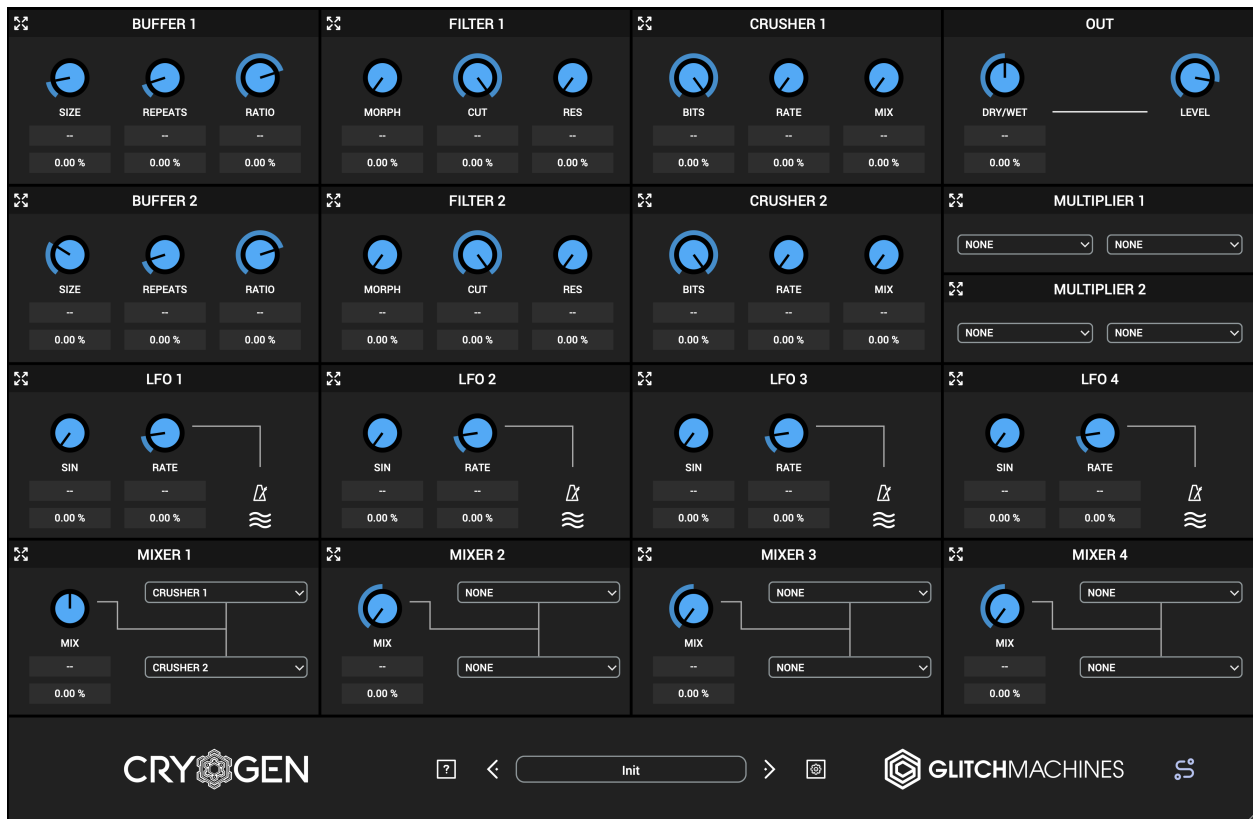 BUFFER 1 FILTER 1 CRUSHER 1 OUT
SIZE REPEATS RATIO MORPH CUT RES BITS RATE MIX DRY/WET LEVEL
-- -- -- -- -- -- -- -- -- --
0.00 % 0.00 % 0.00 % 0.00 % 0.00 % 0.00 % 0.00 % 0.00 % 0.00 % 0.00 %
BUFFER 2 FILTER 2 CRUSHER 2 MULTIPLIER 1
NONE NONE
SIZE REPEATS RATIO MORPH CUT RES BITS RATE MIX MULTIPLIER 2
-- -- -- -- -- -- -- -- --
0.00 % 0.00 % 0.00 % 0.00 % 0.00 % 0.00 % 0.00 % 0.00 % 0.00 % NONE NONE
LFO 1 LFO 2 LFO 3 LFO 4
SIN RATE SIN RATE SIN RATE SIN RATE
-- -- -- -- -- -- -- --
0.00 % 0.00 % 0.00 % 0.00 % 0.00 % 0.00 % 0.00 % 0.00 %
MIXER 1 MIXER 2 MIXER 3 MIXER 4
CRUSHER 1 NONE NONE NONE
MIX MIX MIX MIX
-- CRUSHER 2 -- NONE -- NONE -- NONE
0.00 % 0.00 % 0.00 % 0.00 %
CRYOGEN ? Init GLITCHMACHINES